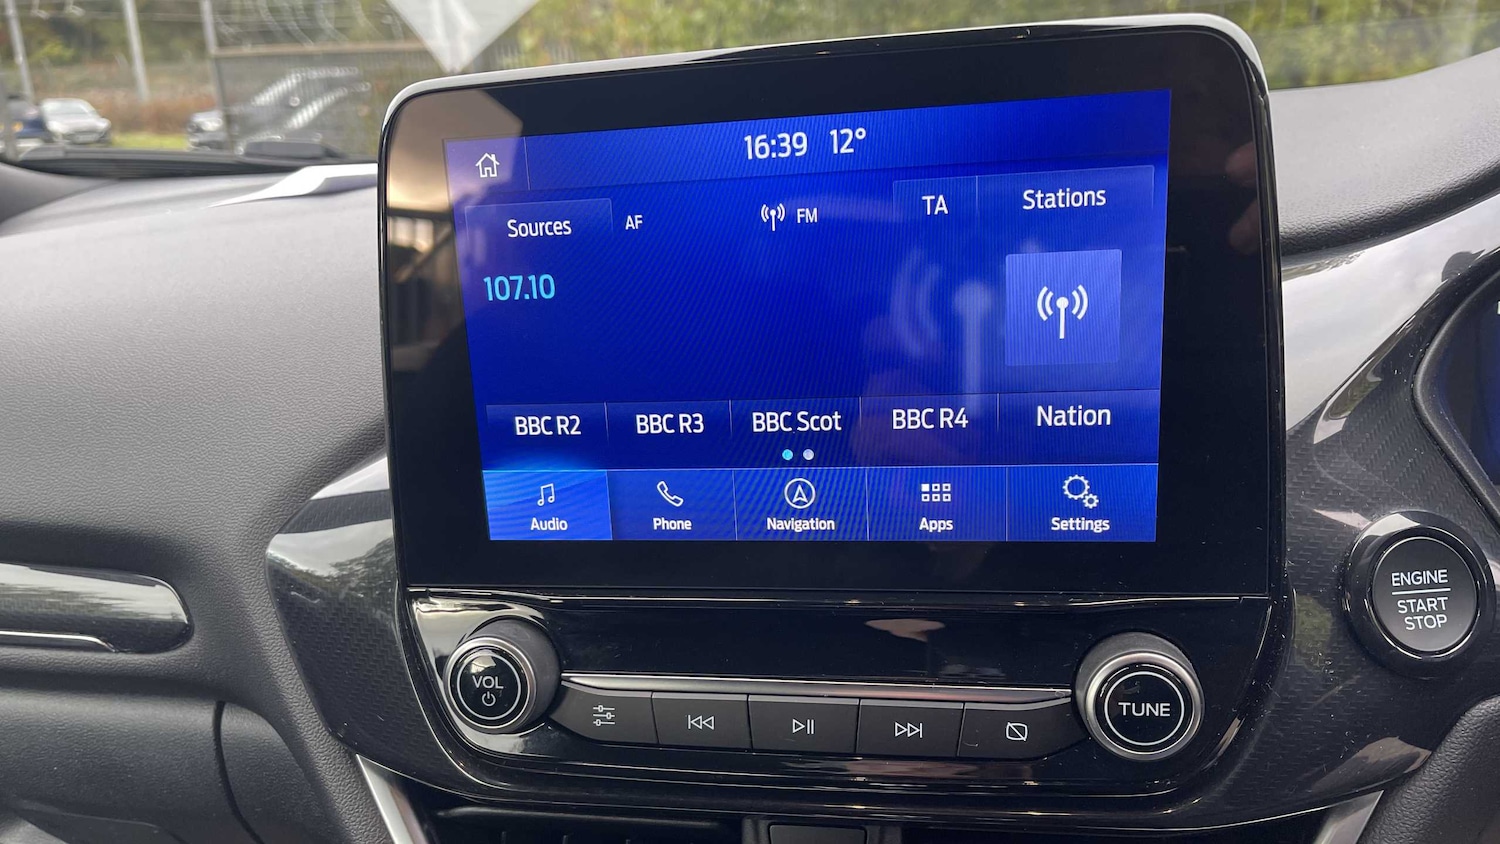 16:39 12°
Sources AF FM TA Stations
107.10
BBC R2 BBC R3 BBC Scot BBC R4 Nation
Audio Phone Navigation Apps Settings
ENGINE
START
STOP
VOL
TUNE